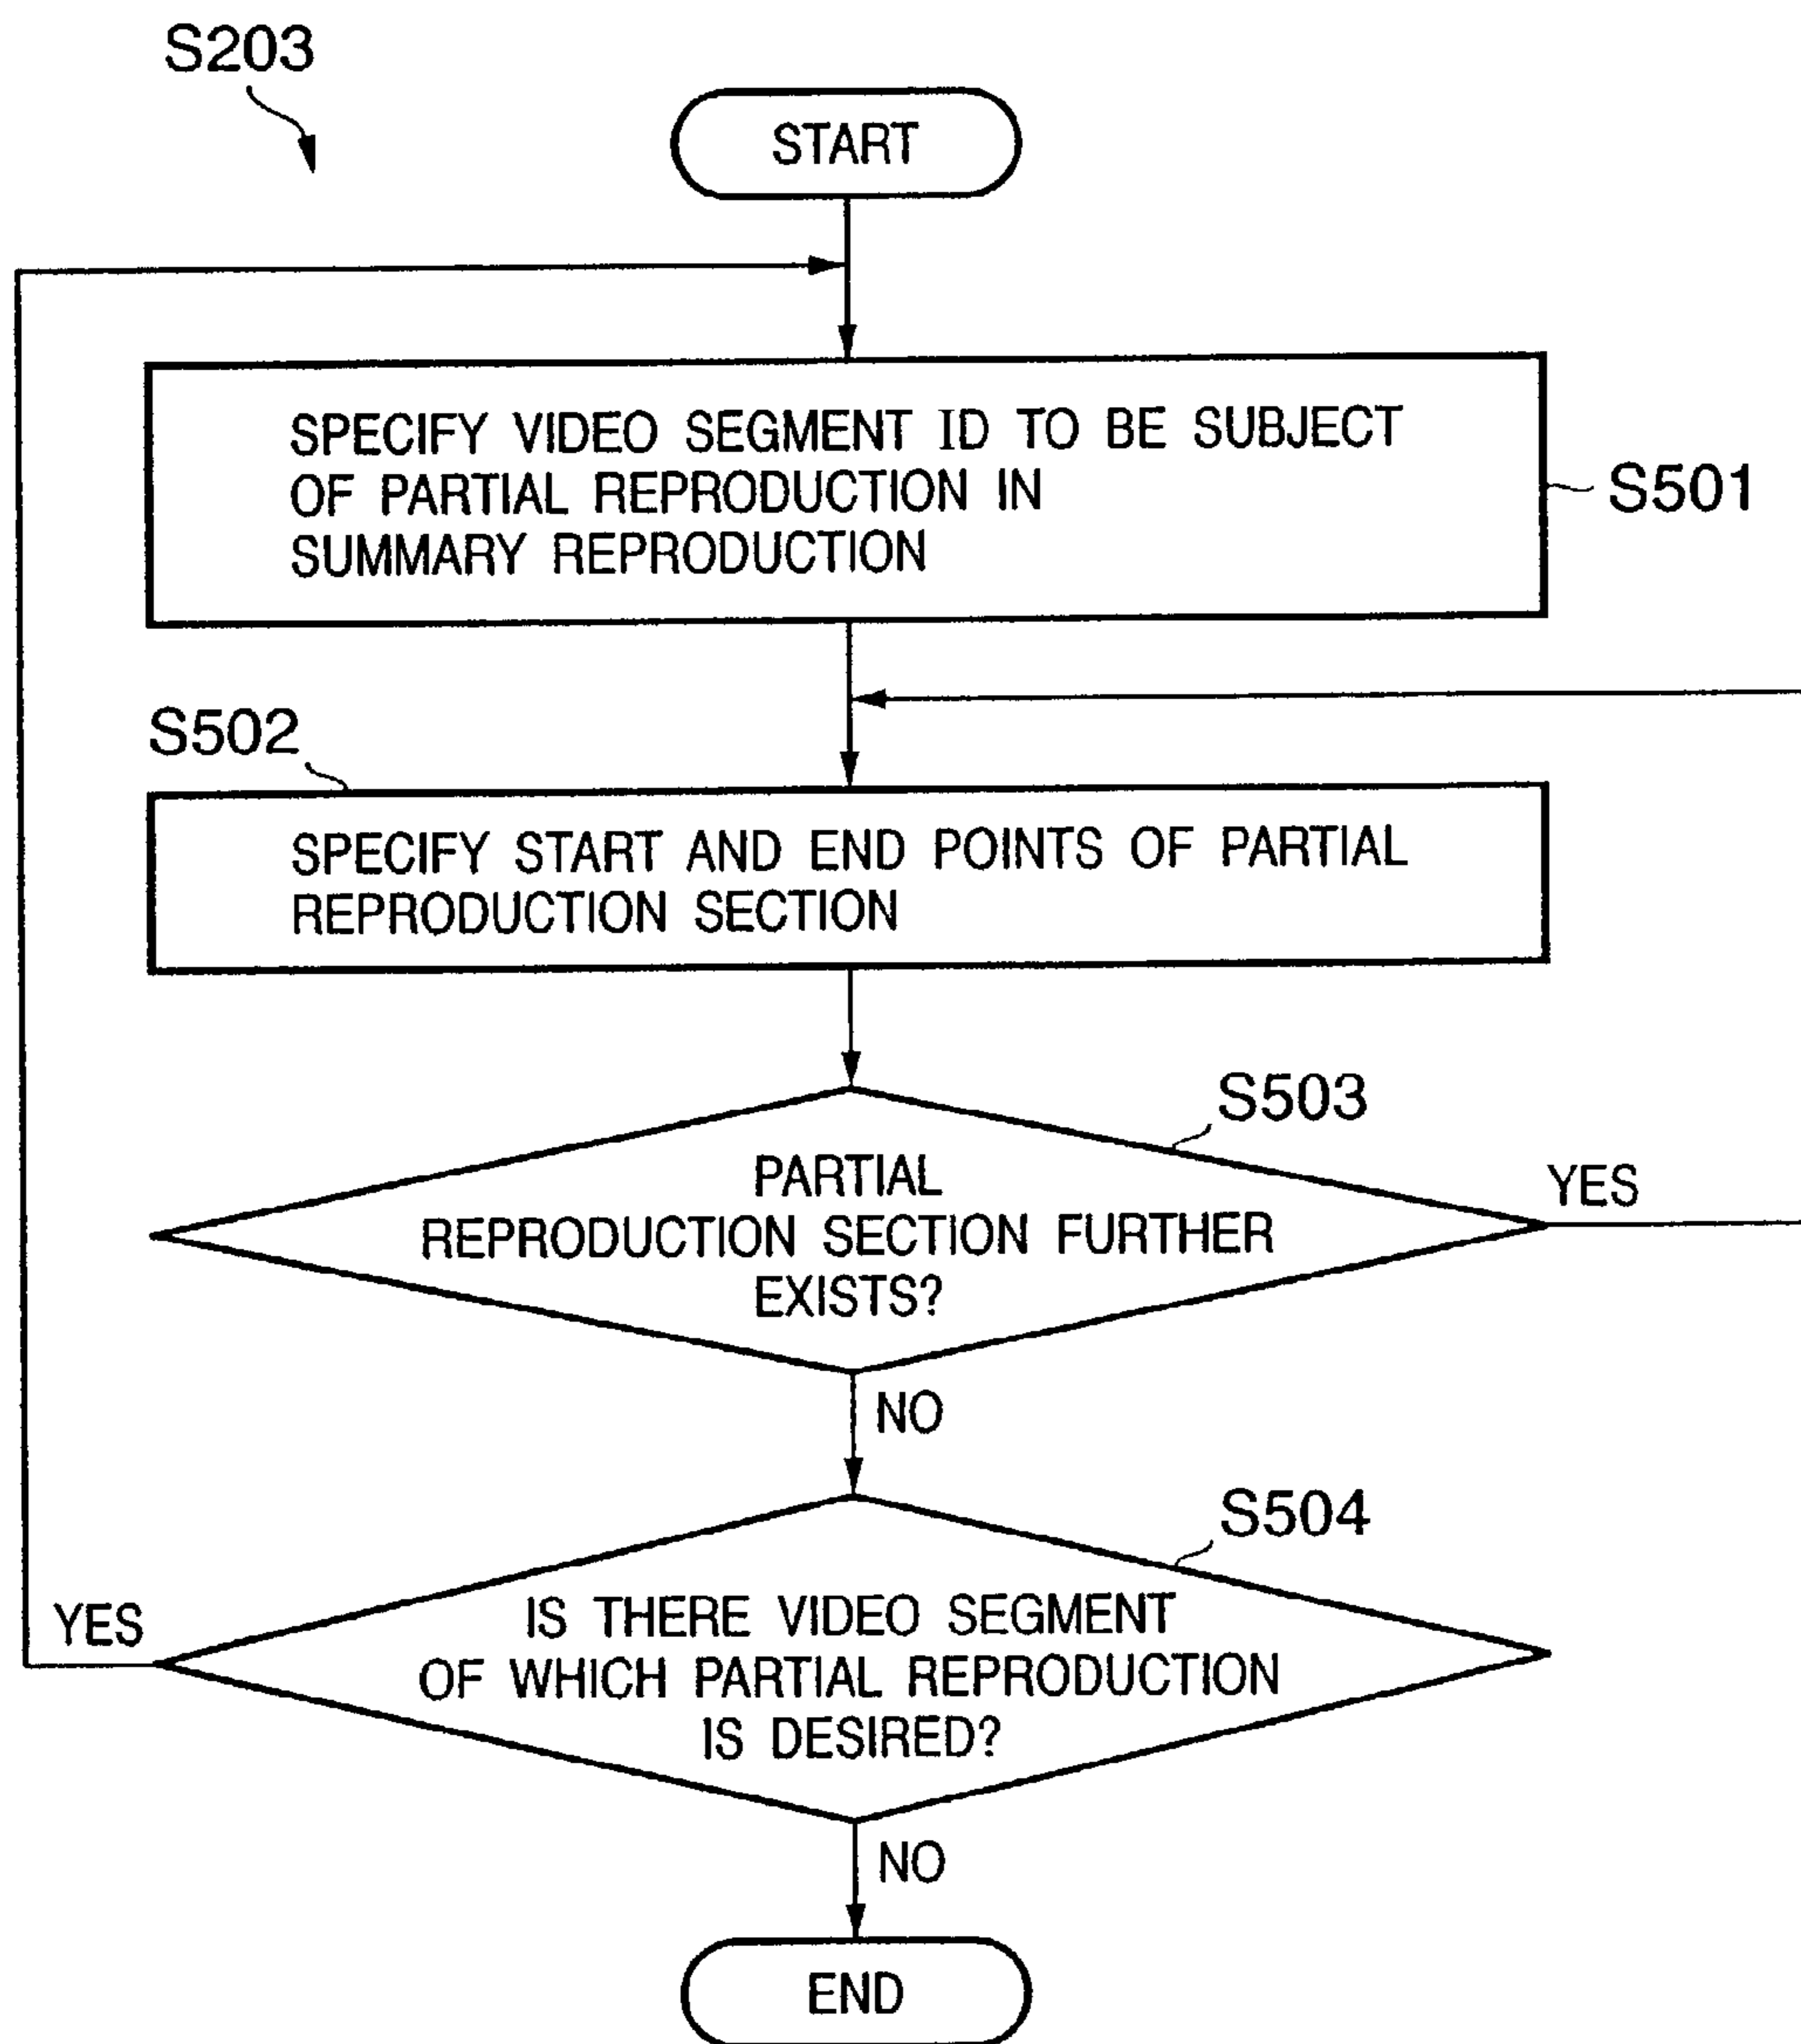 S203
START
SPECIFY VIDEO SEGMENT ID TO BE SUBJECT
OF PARTIAL REPRODUCTION IN
SUMMARY REPRODUCTION
S501
S502
SPECIFY START AND END POINTS OF PARTIAL
REPRODUCTION SECTION
S503
PARTIAL
REPRODUCTION SECTION FURTHER
EXISTS?
YES
NO
S504
IS THERE VIDEO SEGMENT
OF WHICH PARTIAL REPRODUCTION
IS DESIRED?
YES
NO
END